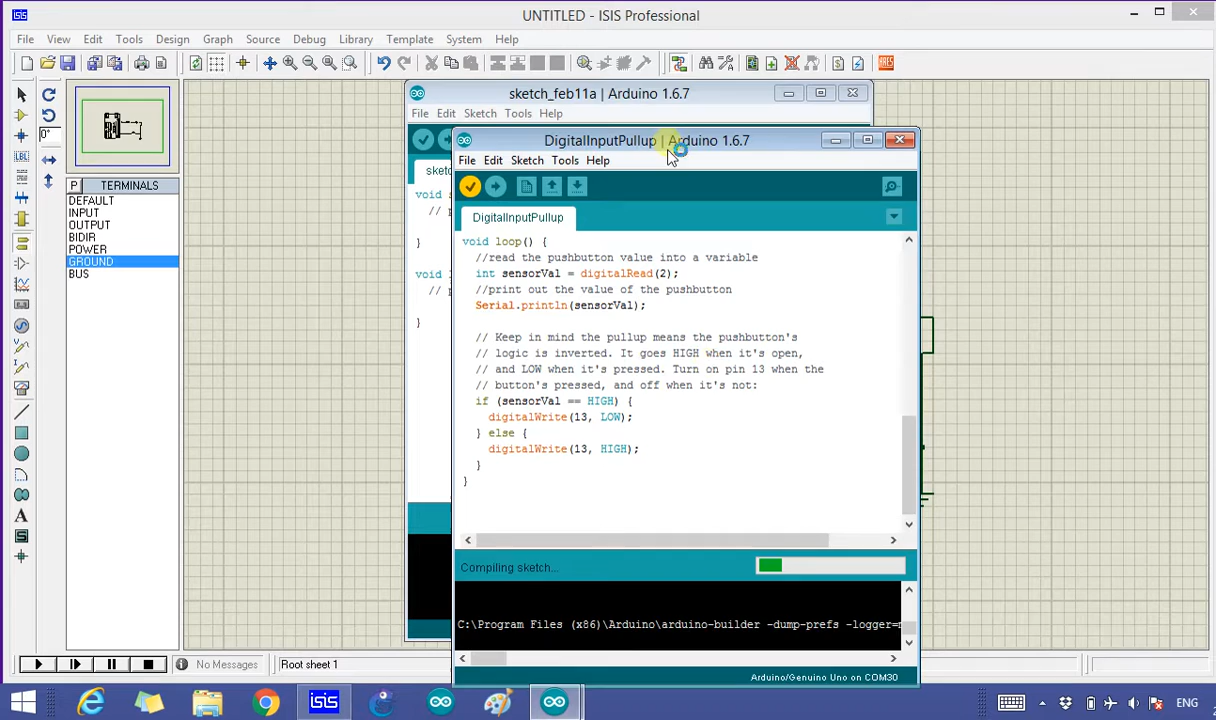 UNTITLED - ISIS Professional
File View Edit Tools Design Graph Source Debug Library Template System Help
ARES
0°
LBL
P TERMINALS
DEFAULT
INPUT
OUTPUT
BIDIR
POWER
GROUND
BUS
A
sketch_feb11a | Arduino 1.6.7
File Edit Sketch Tools Help
void
//
}
void
//
}
DigitalInputPullup | Arduino 1.6.7
File Edit Sketch Tools Help
DigitalInputPullup
void loop() {
//read the pushbutton value into a variable
int sensorVal = digitalRead(2);
//print out the value of the pushbutton
Serial.println(sensorVal);
// Keep in mind the pullup means the pushbutton's
// logic is inverted. It goes HIGH when it's open,
// and LOW when it's pressed. Turn on pin 13 when the
// button's pressed, and off when it's not:
if (sensorVal == HIGH) {
digitalWrite(13, LOW);
} else {
digitalWrite(13, HIGH);
}
}
Compiling sketch...
C:\Program Files (x86)\Arduino\arduino-builder -dump-prefs -logger=
Arduino/Genuino Uno on COM30
No Messages Root sheet 1
ENG